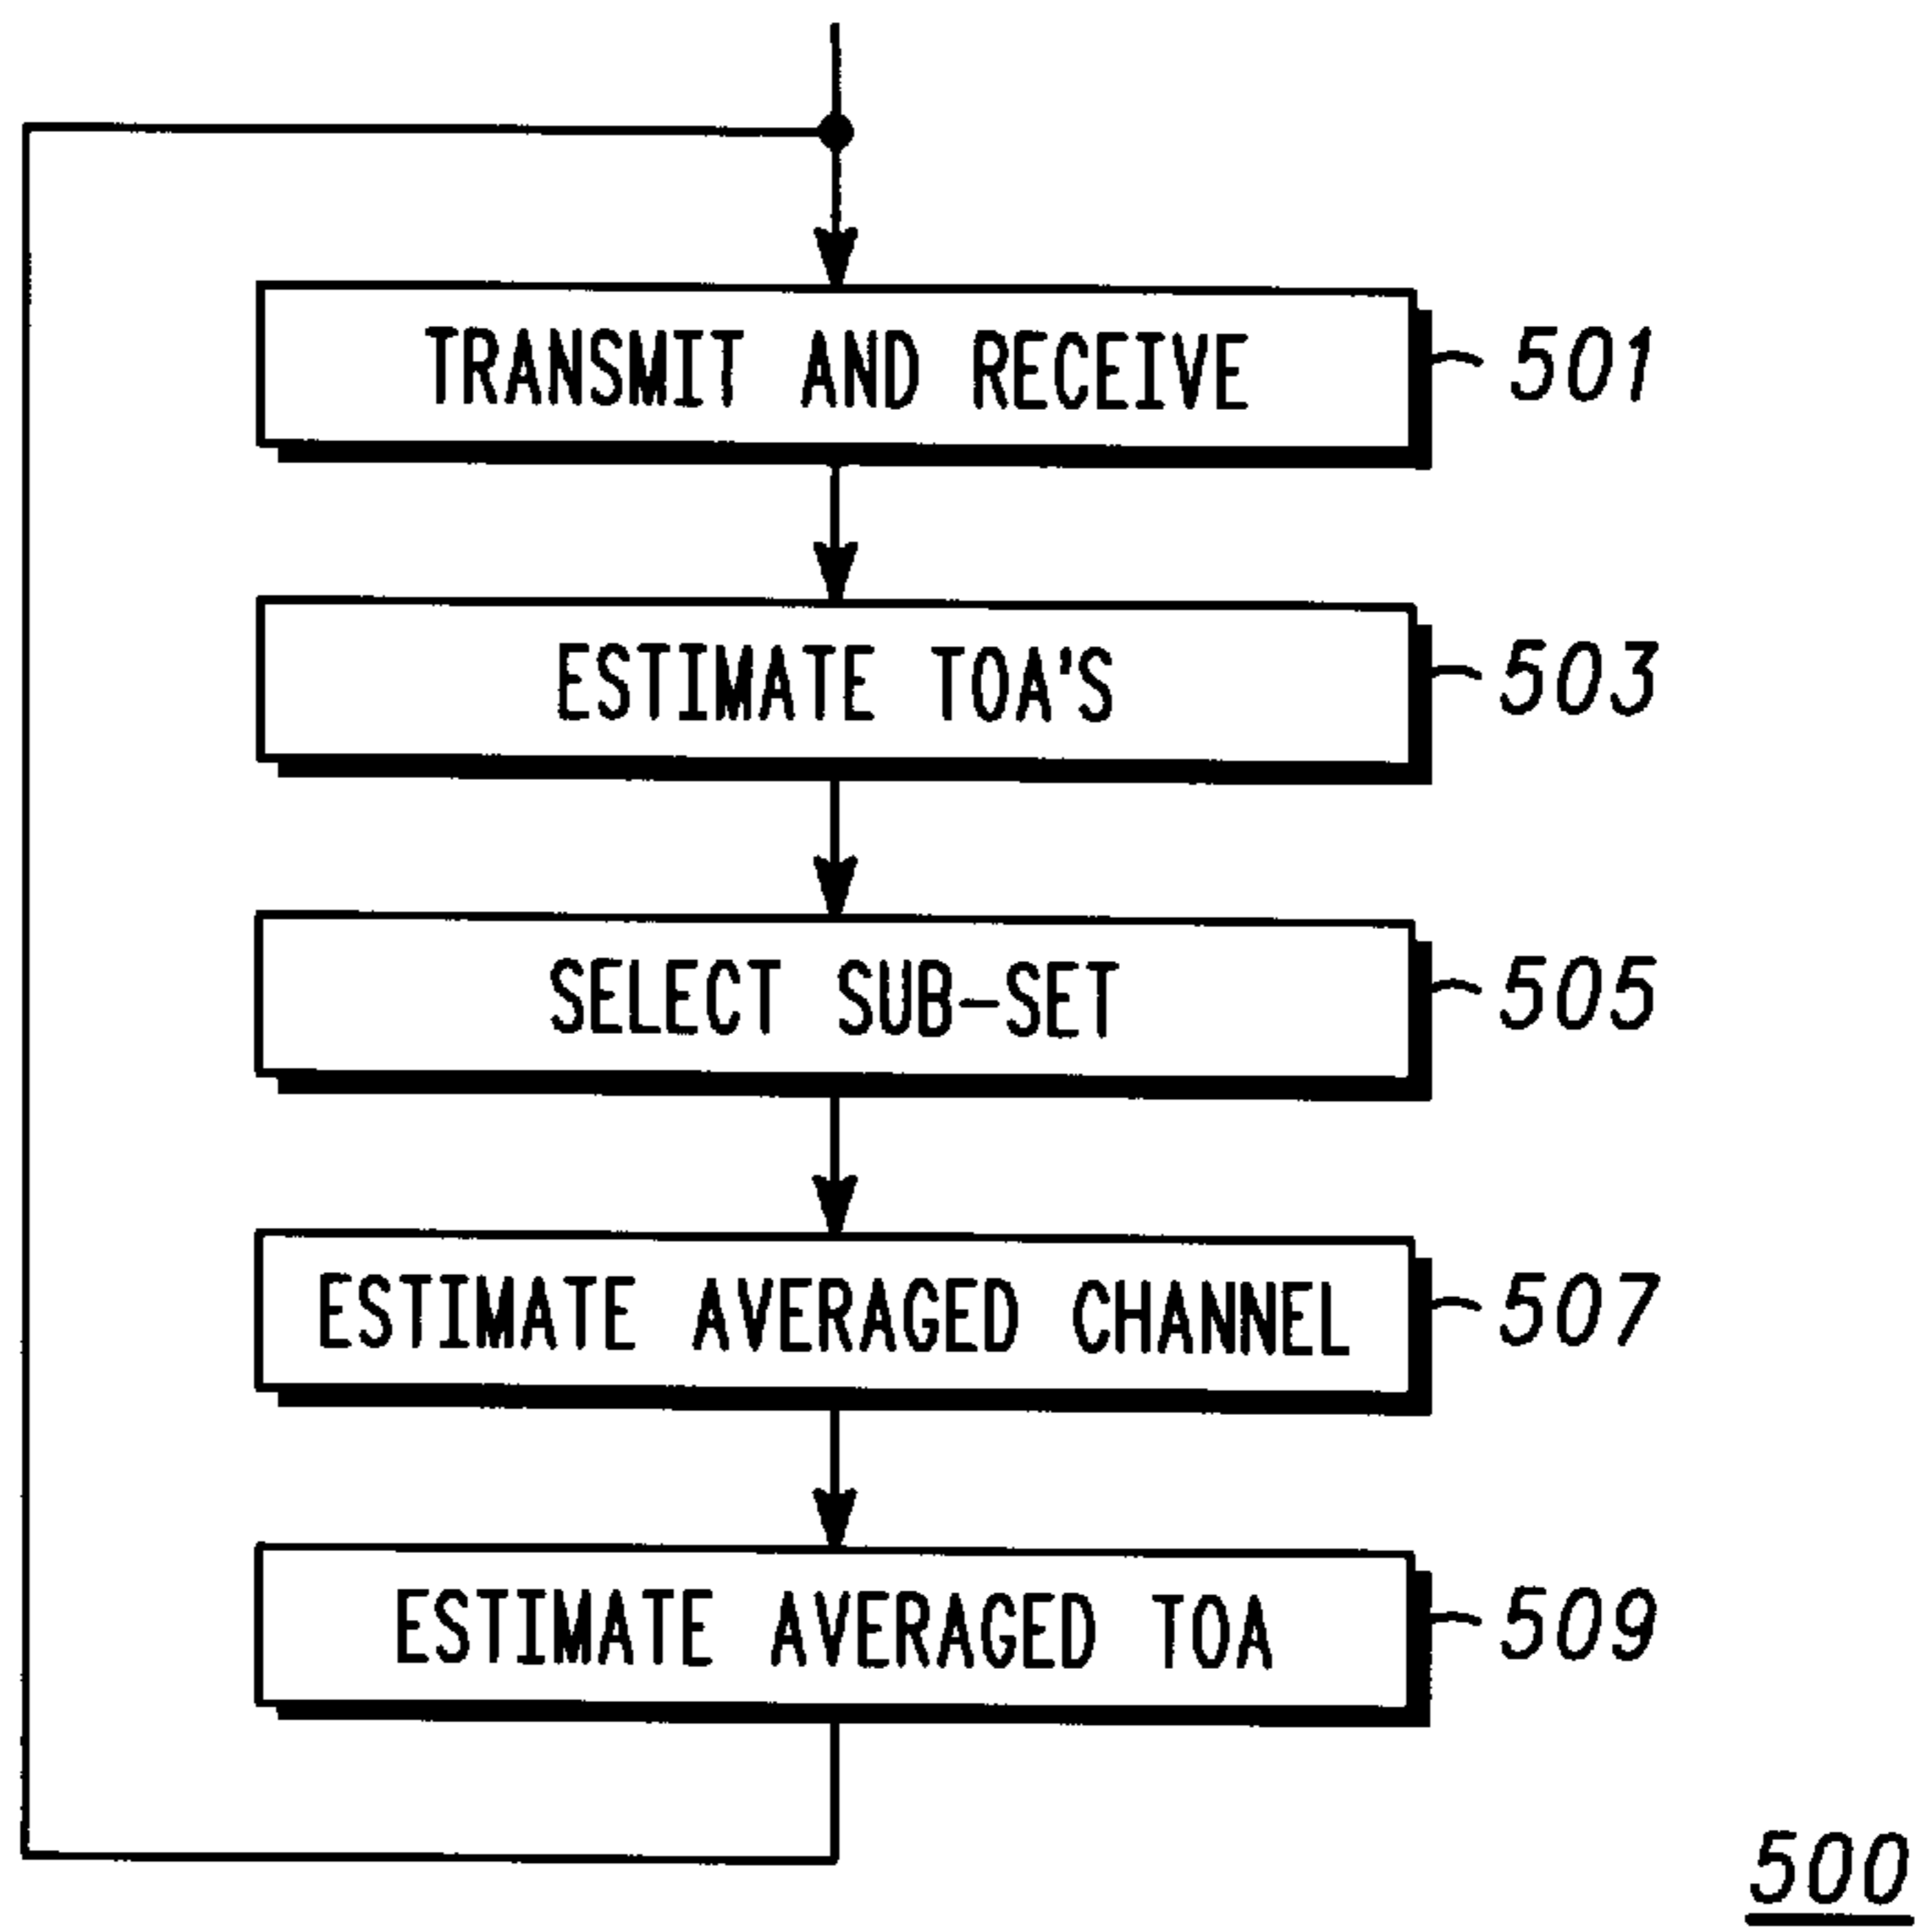 TRANSMIT AND RECEIVE 501
ESTIMATE TOA'S 503
SELECT SUB-SET 505
ESTIMATE AVERAGED CHANNEL 507
ESTIMATE AVERAGED TOA 509
500